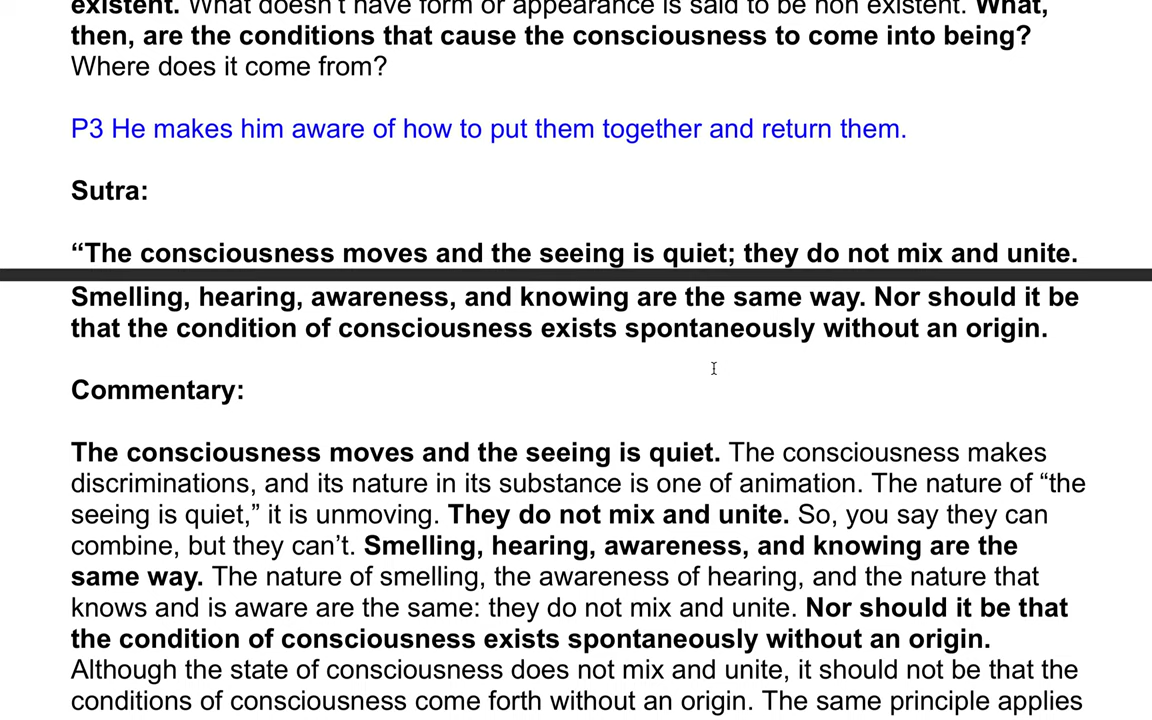 existent. What doesn't have form or appearance is said to be non existent. What,
then, are the conditions that cause the consciousness to come into being?
Where does it come from?
P3 He makes him aware of how to put them together and return them.
Sutra:
“The consciousness moves and the seeing is quiet; they do not mix and unite.
Smelling, hearing, awareness, and knowing are the same way. Nor should it be
that the condition of consciousness exists spontaneously without an origin.
Commentary:
The consciousness moves and the seeing is quiet. The consciousness makes
discriminations, and its nature in its substance is one of animation. The nature of “the
seeing is quiet,” it is unmoving. They do not mix and unite. So, you say they can
combine, but they can’t. Smelling, hearing, awareness, and knowing are the
same way. The nature of smelling, the awareness of hearing, and the nature that
knows and is aware are the same: they do not mix and unite. Nor should it be that
the condition of consciousness exists spontaneously without an origin.
Although the state of consciousness does not mix and unite, it should not be that the
conditions of consciousness come forth without an origin. The same principle applies